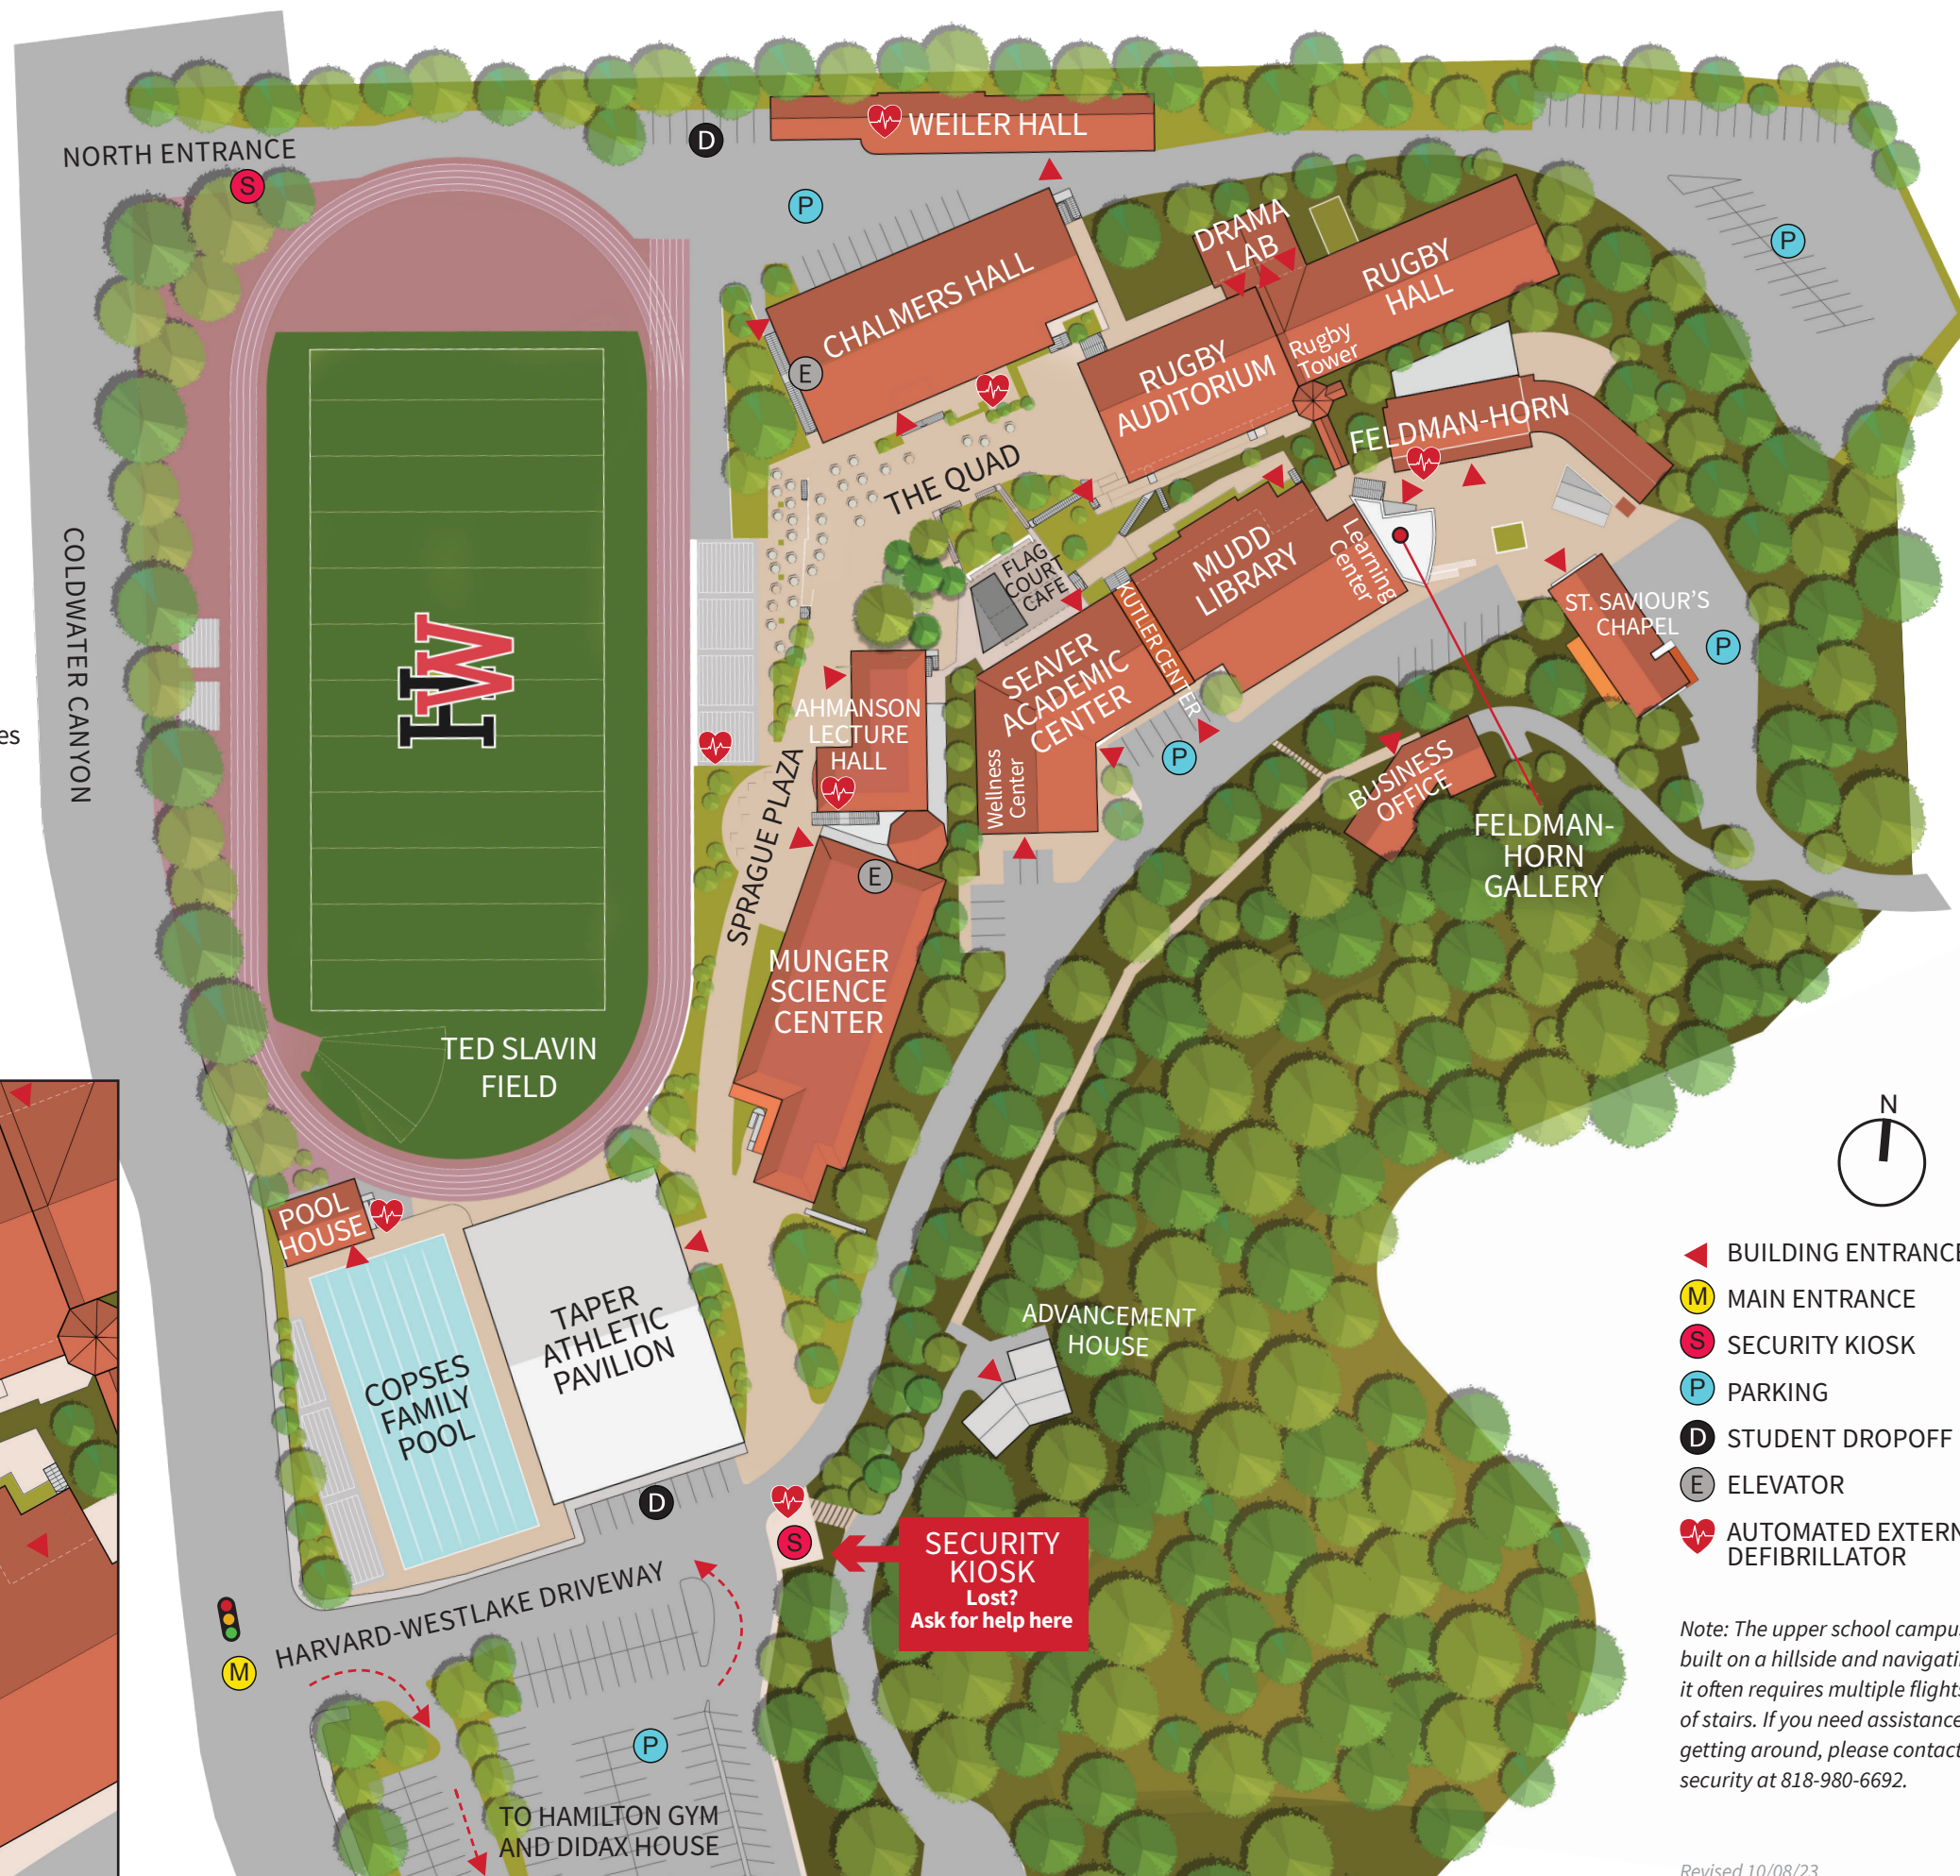 NORTH ENTRANCE
S
D
WEILER HALL
P
P
DRAMA
LAB
RUGBY
HALL
CHALMERS HALL
E
RUGBY
AUDITORIUM
Rugby
Tower
FELDMAN-HORN
THE QUAD
FLAG
COURT
CAFE
MUDD
LIBRARY
Learning
Center
KUTLER CENTER
ST. SAVIOUR'S
CHAPEL
P
COLDWATER CANYON
es
HW
SEAVER
ACADEMIC
CENTER
Wellness
Center
P
AHMANSON
LECTURE
HALL
SPRAGUE PLAZA
BUSINESS
OFFICE
FELDMAN-
HORN
GALLERY
E
MUNGER
SCIENCE
CENTER
TED SLAVIN
FIELD
POOL
HOUSE
COPSES
FAMILY
POOL
TAPER
ATHLETIC
PAVILION
ADVANCEMENT
HOUSE
D
S
SECURITY
KIOSK
Lost?
Ask for help here
HARVARD-WESTLAKE DRIVEWAY
M
P
TO HAMILTON GYM
AND DIDAX HOUSE
N
BUILDING ENTRANCE
M MAIN ENTRANCE
S SECURITY KIOSK
P PARKING
D STUDENT DROPOFF
E ELEVATOR
AUTOMATED EXTERN
DEFIBRILLATOR
Note: The upper school campus
built on a hillside and navigati
it often requires multiple flights
of stairs. If you need assistance
getting around, please contact
security at 818-980-6692.
Revised 10/08/23